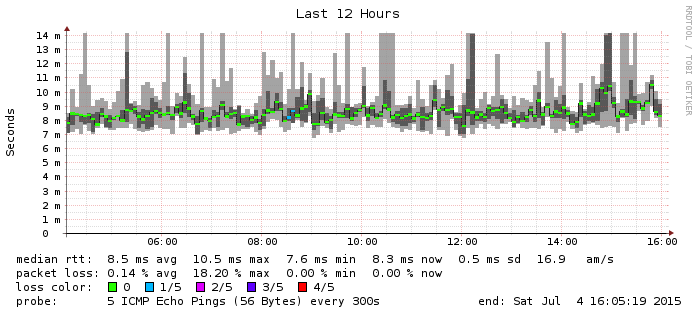 Last 12 Hours
RRDTOOL / TOBI OETIKER
Seconds
14 m
13 m
12 m
11 m
10 m
9 m
8 m
7 m
6 m
5 m
4 m
3 m
2 m
1 m
0
06:00 08:00 10:00 12:00 14:00 16:00
median rtt: 8.5 ms avg 10.5 ms max 7.6 ms min 8.3 ms now 0.5 ms sd 16.9 am/s
packet loss: 0.14 % avg 18.20 % max 0.00 % min 0.00 % now
loss color: 0 1/5 2/5 3/5 4/5
probe: 5 ICMP Echo Pings (56 Bytes) every 300s end: Sat Jul 4 16:05:19 2015